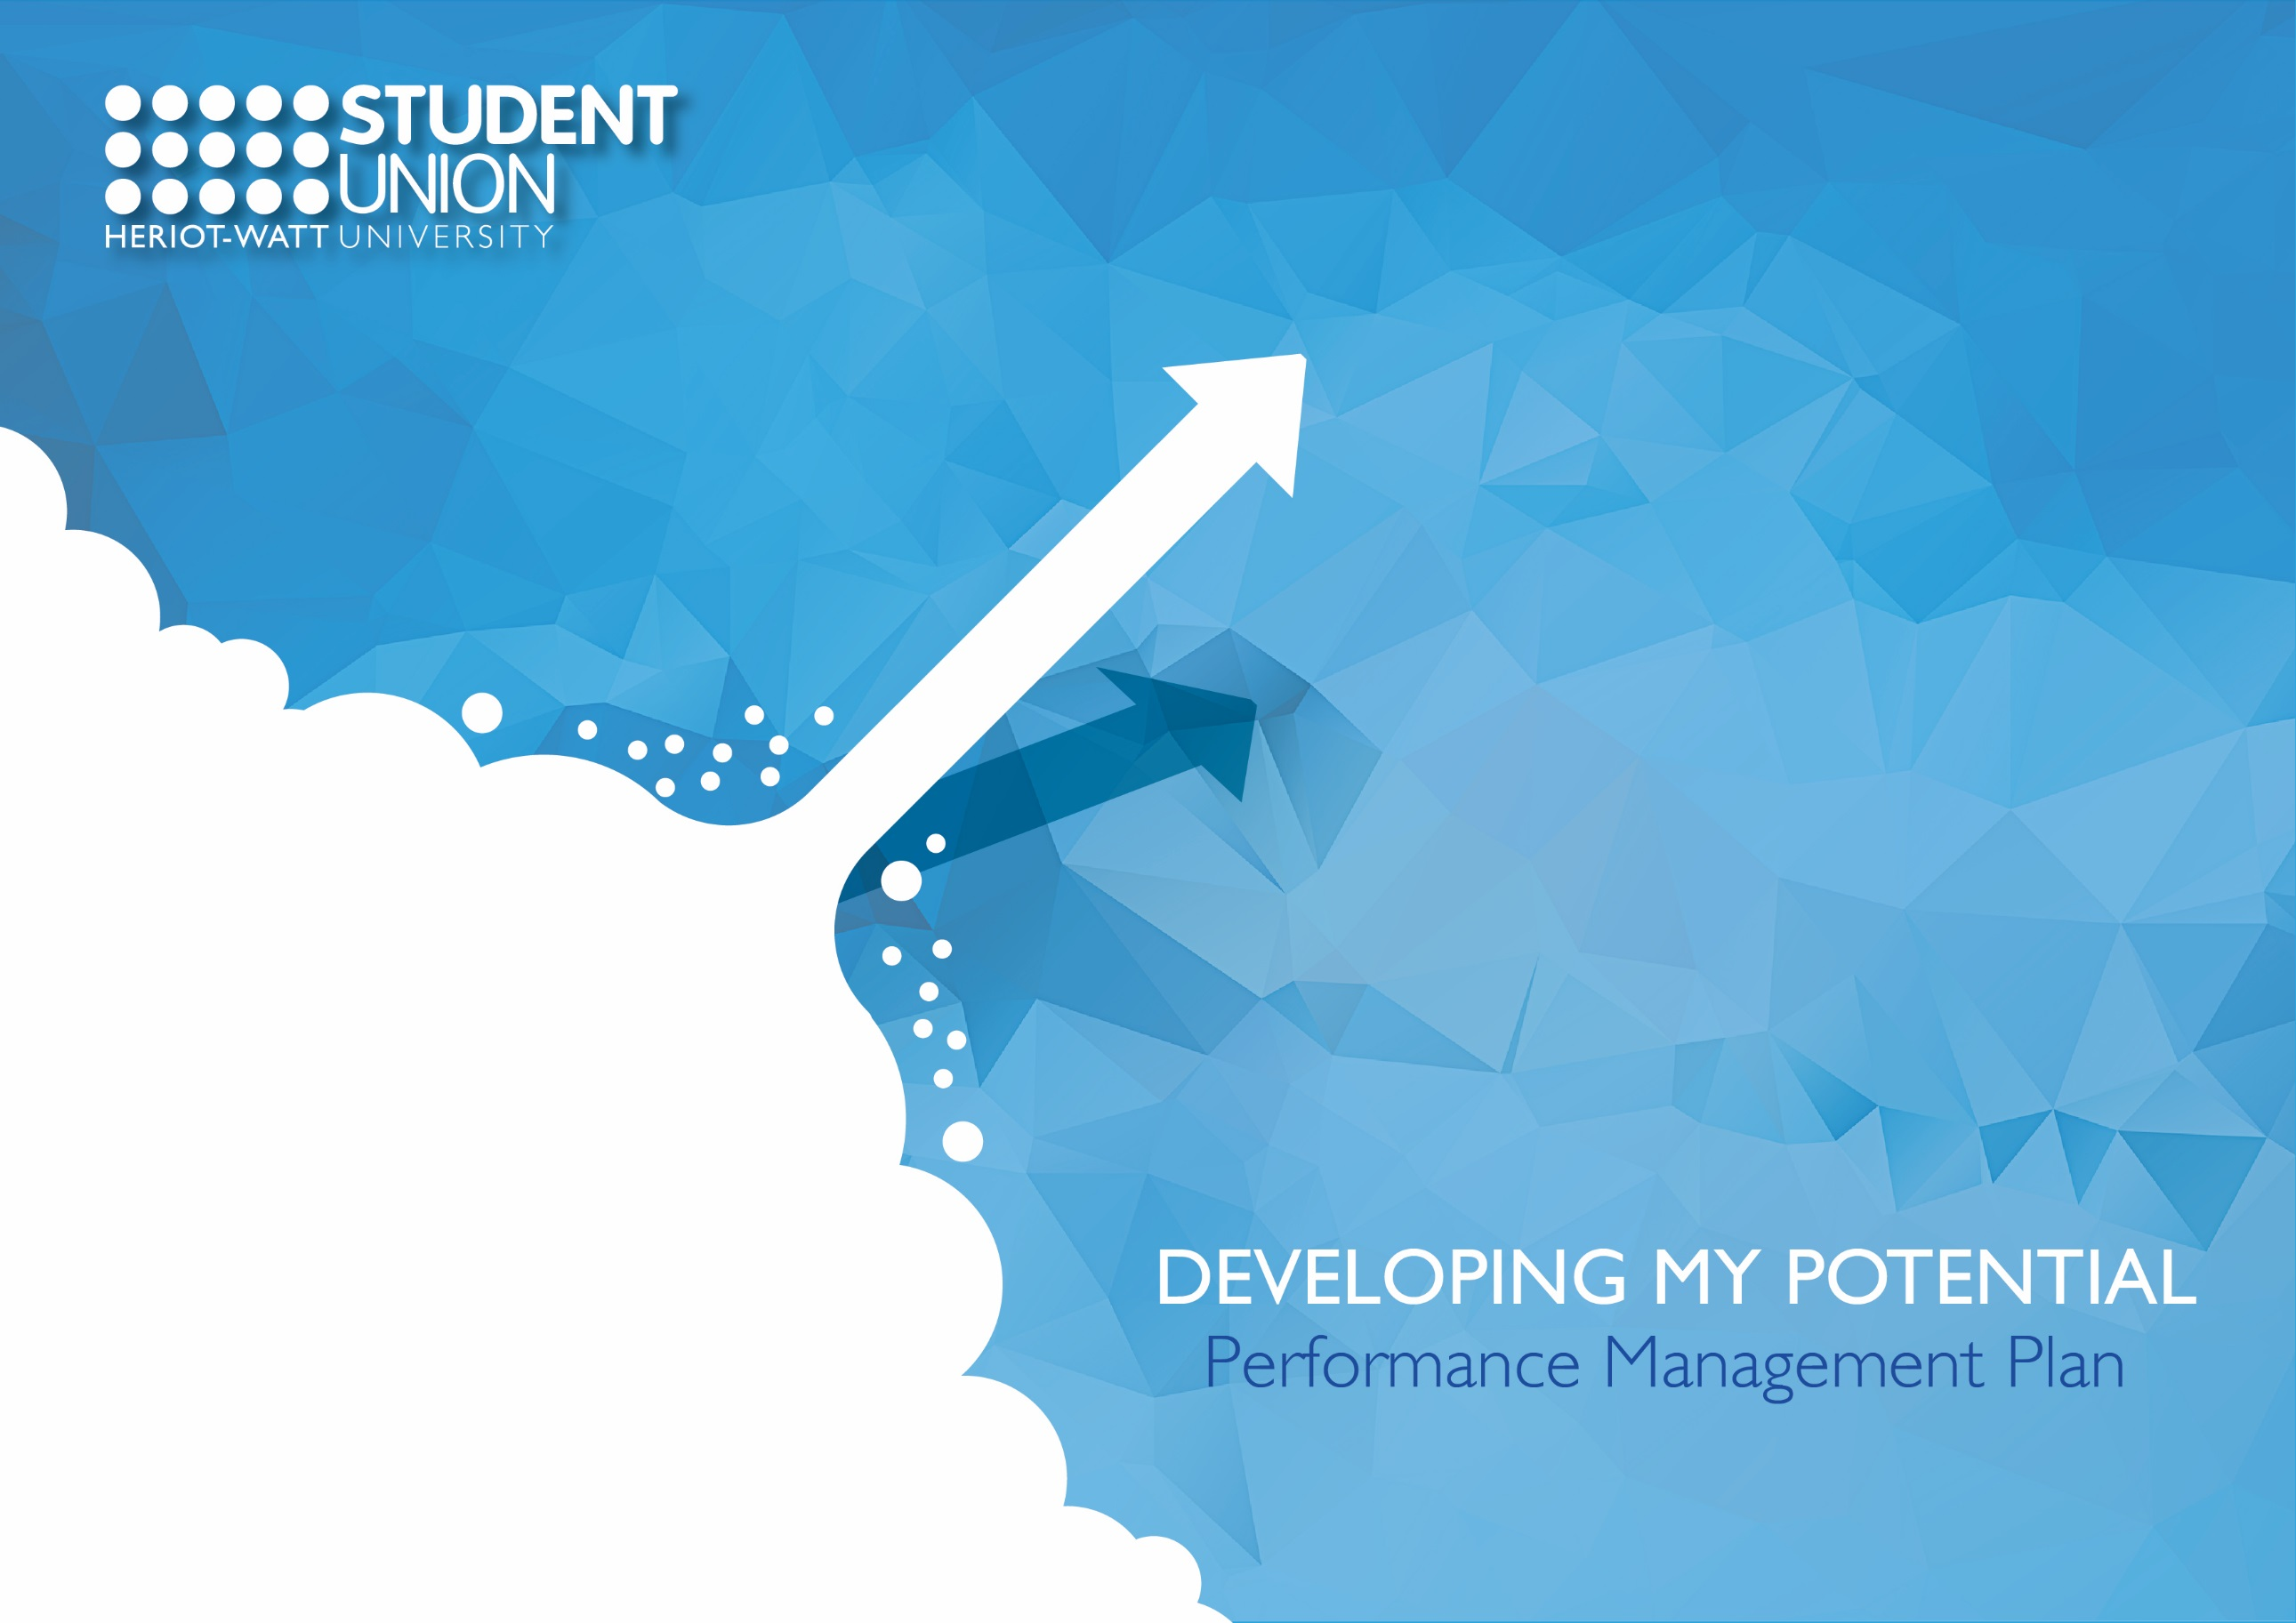 STUDENT
UNION
HERIOT-WATT UNIVERSITY
DEVELOPING MY POTENTIAL
Performance Management Plan